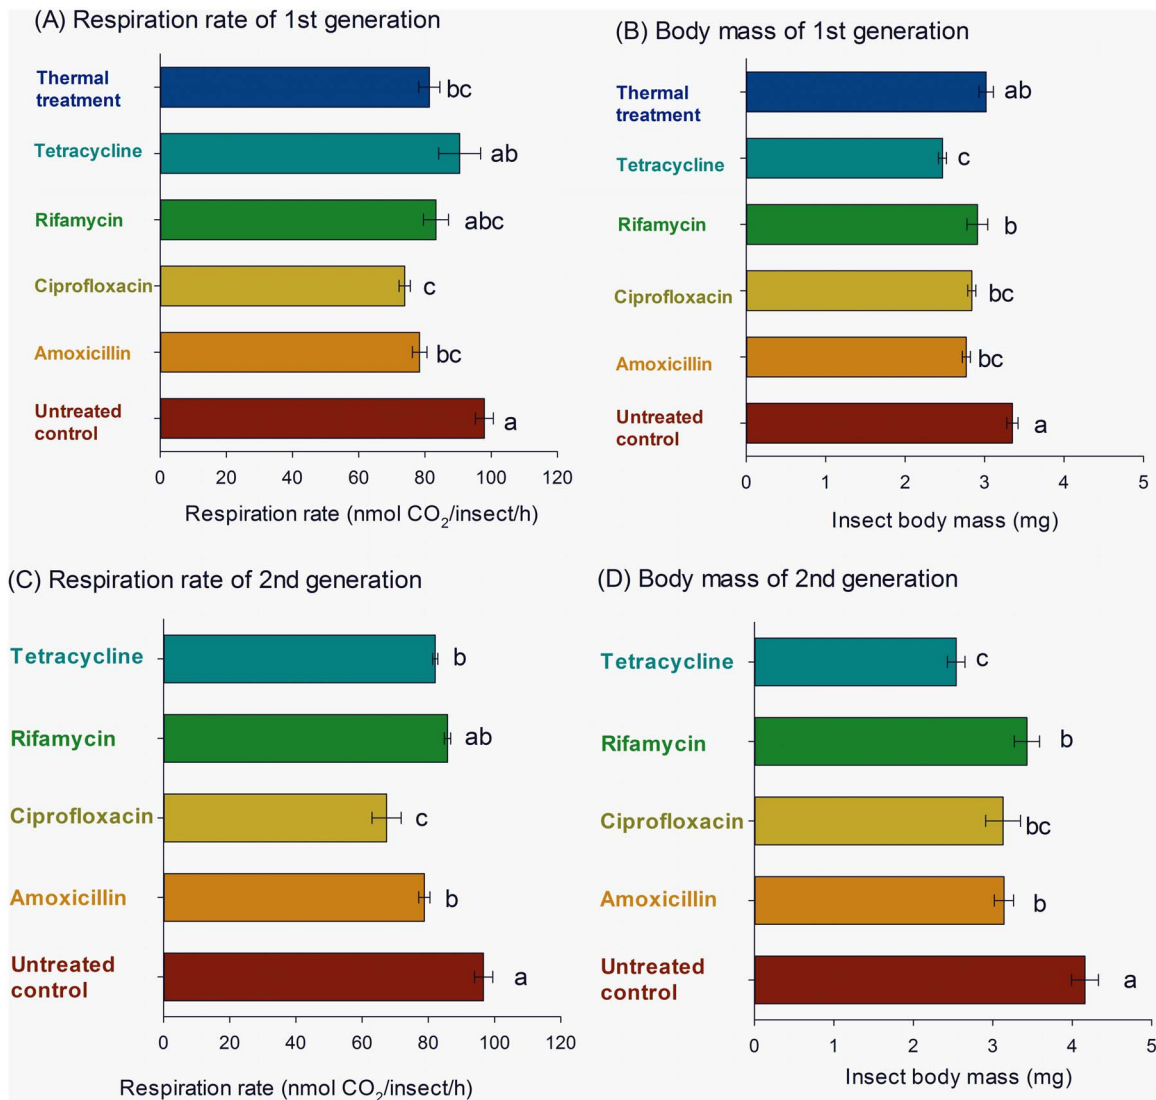 (A) Respiration rate of 1st generation
Thermal
treatment
bc
Tetracycline
ab
Rifamycin
abc
Ciprofloxacin
c
Amoxicillin
bc
Untreated
control
a
0 20 40 60 80 100 120
Respiration rate (nmol CO₂/insect/h)
(B) Body mass of 1st generation
Thermal
treatment
ab
Tetracycline
c
Rifamycin
b
Ciprofloxacin
bc
Amoxicillin
bc
Untreated
control
a
0 1 2 3 4 5
Insect body mass (mg)
(C) Respiration rate of 2nd generation
Tetracycline
b
Rifamycin
ab
Ciprofloxacin
c
Amoxicillin
b
Untreated
control
a
0 20 40 60 80 100 120
Respiration rate (nmol CO₂/insect/h)
(D) Body mass of 2nd generation
Tetracycline
c
Rifamycin
b
Ciprofloxacin
bc
Amoxicillin
b
Untreated
control
a
0 1 2 3 4 5
Insect body mass (mg)